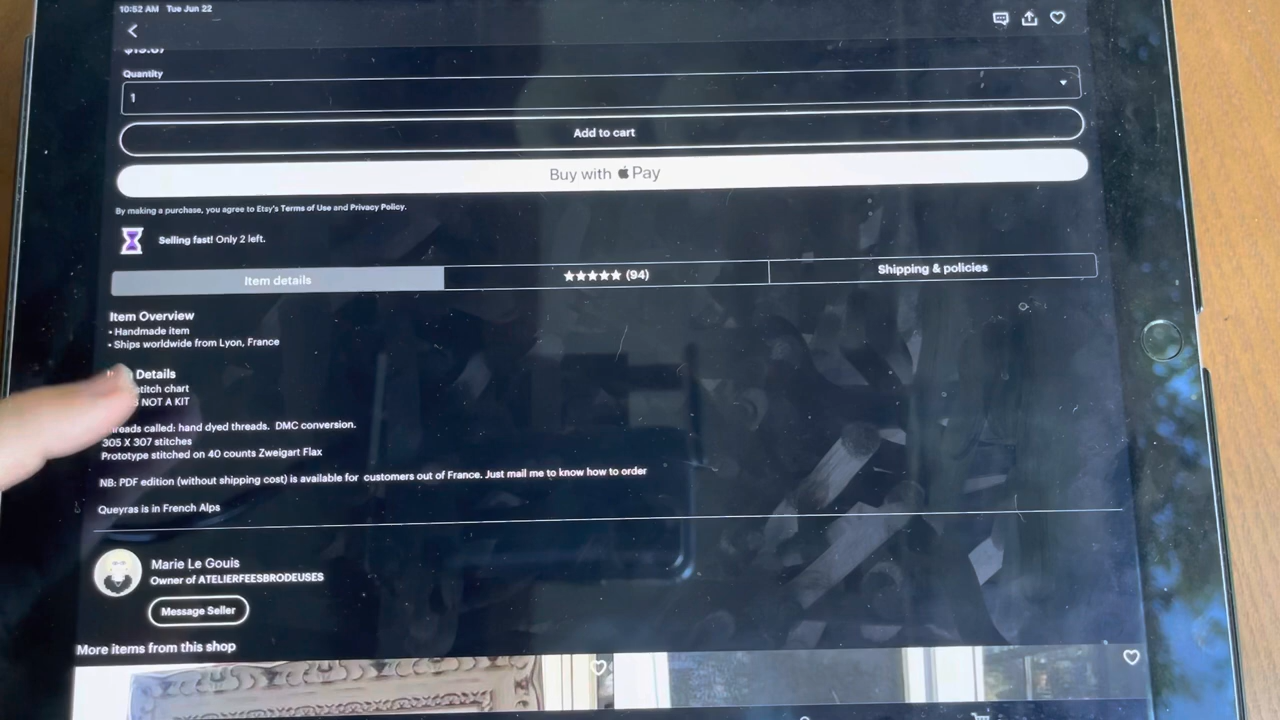 10:52 AM Tue Jun 22
Quantity
1
Add to cart
Buy with Pay
By making a purchase, you agree to Etsy's Terms of Use and Privacy Policy.
Selling fast! Only 2 left.
Item details
(94)
Shipping & policies
Item Overview
• Handmade item
• Ships worldwide from Lyon, France
Details
stitch chart
NOT A KIT
called: hand dyed threads. DMC conversion.
305 X 307 stitches
Prototype stitched on 40 counts Zweigart Flax
NB: PDF edition (without shipping cost) is available for customers out of France. Just mail me to know how to order
Queyras is in French Alps
Marie Le Gouis
Owner of ATELIERFEESBRODEUSES
Message Seller
More items from this shop